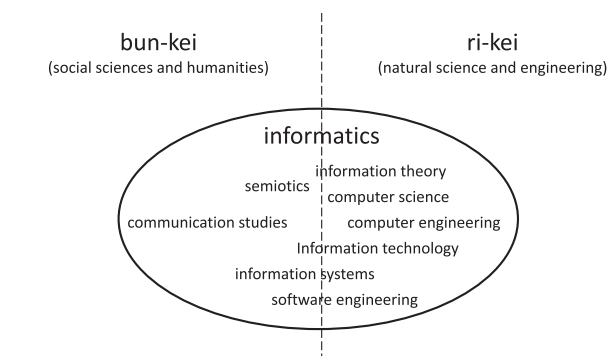 bun-kei
(social sciences and humanities)
ri-kei
(natural science and engineering)
informatics
information theory
semiotics
computer science
communication studies
computer engineering
Information technology
information systems
software engineering